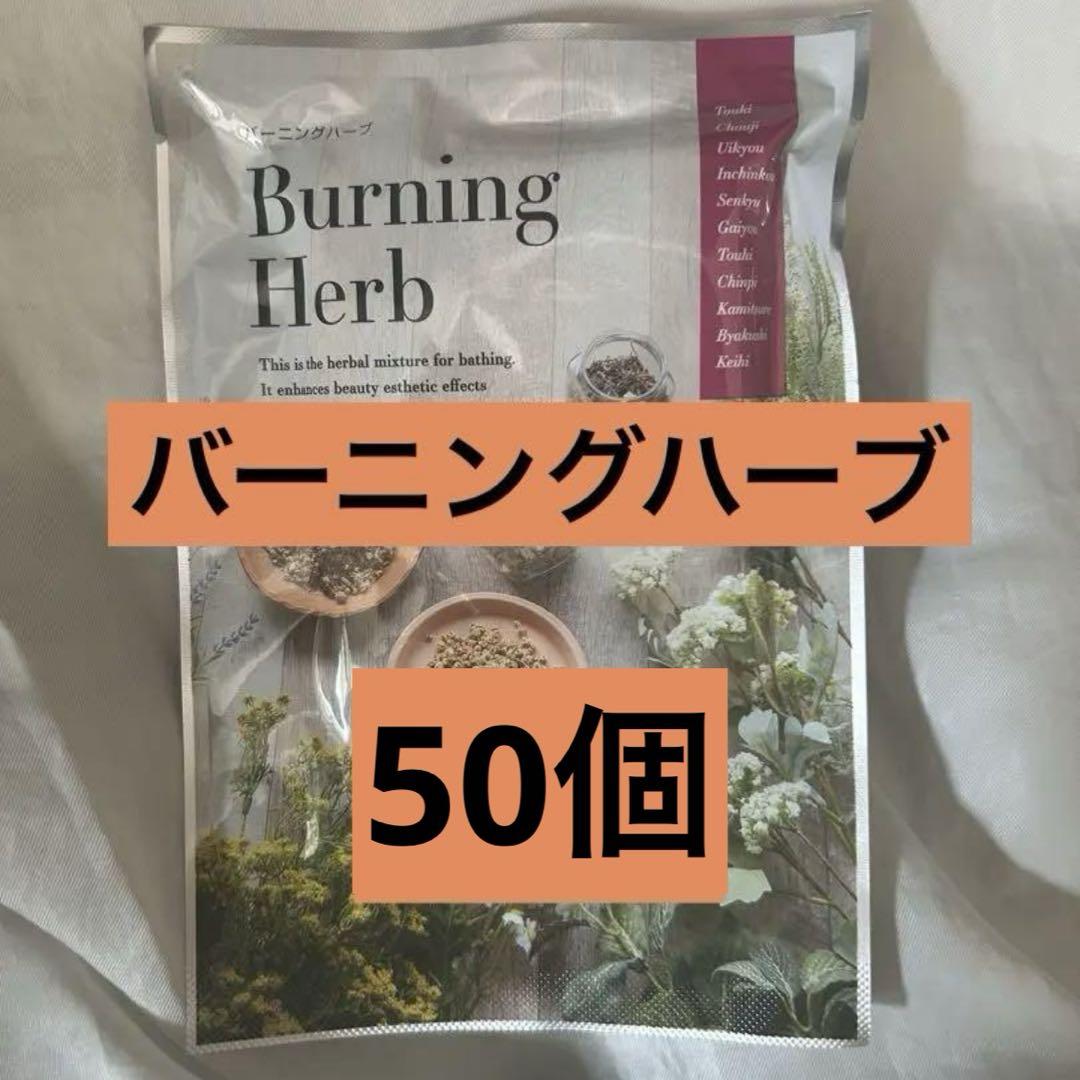 バーニングハーブ
Burning
Herb
This is the herbal mixture for bathing.
It enhances beauty esthetic effects
Touki
Chouji
Uikyou
Inchinkou
Senkyu
Gaiyou
Touhi
Chinpi
Kamitsure
Byakushi
Keihi
バーニングハーブ
50個